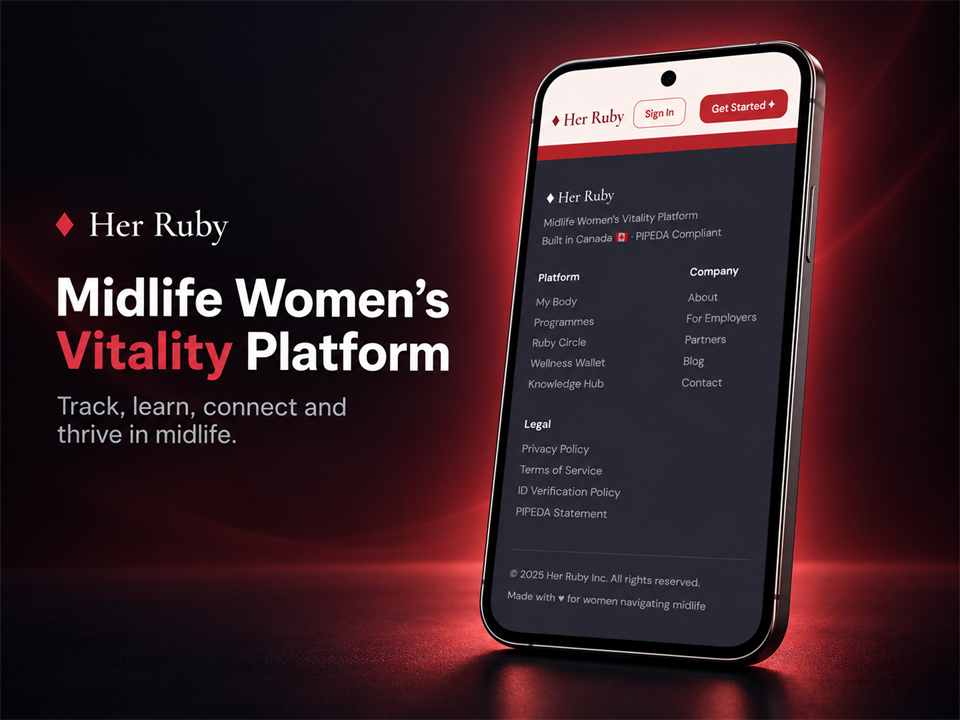 ♦ Her Ruby
Midlife Women's
Vitality Platform
Track, learn, connect and
thrive in midlife.
♦ Her Ruby
Sign In
Get Started ✦
♦ Her Ruby
Midlife Women's Vitality Platform
Built in Canada 🇨🇦 · PIPEDA Compliant
Platform
My Body
Programmes
Ruby Circle
Wellness Wallet
Knowledge Hub
Company
About
For Employers
Partners
Blog
Contact
Legal
Privacy Policy
Terms of Service
ID Verification Policy
PIPEDA Statement
© 2025 Her Ruby Inc. All rights reserved.
Made with ♥ for women navigating midlife